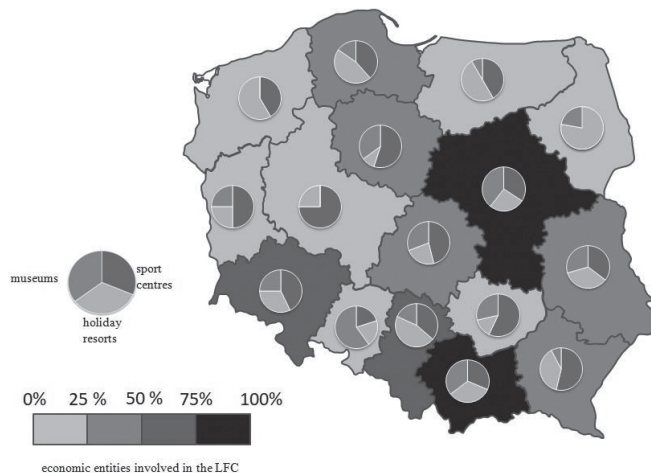 museums
sport
centres
holiday
resorts
0% 25 % 50 % 75% 100%
economic entities involved in the LFC